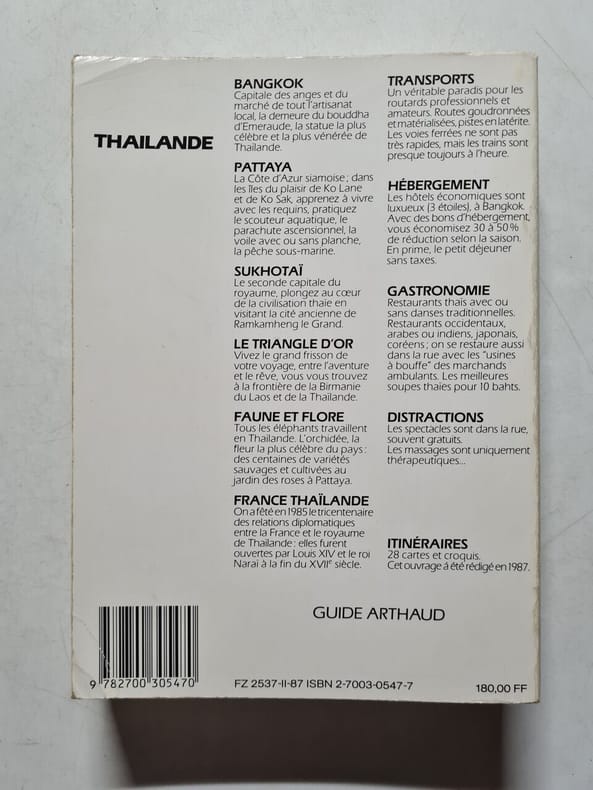 THAILANDE
BANGKOK
Capitale des anges et du
marché de tout l'artisanat
local, la demeure du bouddha
d'Emeraude, la statue la plus
célèbre et la plus vénérée de
Thaïlande.
PATTAYA
La Côte d'Azur siamoise; dans
les îles du plaisir de Ko Lane
et de Ko Sak, apprenez à vivre
avec les requins, pratiquez
le scouteur aquatique, le
parachute ascensionnel, la
voile avec ou sans planche,
la pêche sous-marine.
SUKHOTAÏ
Le seconde capitale du
royaume, plongez au cœur
de la civilisation thaïe en
visitant la cité ancienne de
Ramkamheng le Grand.
LE TRIANGLE D'OR
Vivez le grand frisson de
votre voyage, entre l'aventure
et le rêve, vous vous trouvez
à la frontière de la Birmanie
du Laos et de la Thaïlande.
FAUNE ET FLORE
Tous les éléphants travaillent
en Thaïlande. L'orchidée, la
fleur la plus célèbre du pays :
des centaines de variétés
sauvages et cultivées au
jardin des roses à Pattaya.
FRANCE THAÏLANDE
On a fêté en 1985 le tricentenaire
des relations diplomatiques
entre la France et le royaume
de Thaïlande : elles furent
ouvertes par Louis XIV et le roi
Naraï à la fin du XVIIe siècle.
TRANSPORTS
Un véritable paradis pour les
routards professionnels et
amateurs. Routes goudronnées
et matérialisées, pistes en latérite.
Les voies ferrées ne sont pas
très rapides, mais les trains sont
presque toujours à l'heure.
HÉBERGEMENT
Les hôtels économiques sont
luxueux (3 étoiles), à Bangkok.
Avec des bons d'hébergement,
vous économisez 30 à 50 %
de réduction selon la saison.
En prime, le petit déjeuner
sans taxes.
GASTRONOMIE
Restaurants thaïs avec ou
sans danses traditionnelles.
Restaurants occidentaux,
arabes ou indiens, japonais,
coréens ; on se restaure aussi
dans la rue avec les "usines
à bouffe" des marchands
ambulants. Les meilleures
soupes thaïes pour 10 bahts.
DISTRACTIONS
Les spectacles sont dans la rue,
souvent gratuits.
Les massages sont uniquement
thérapeutiques...
ITINÉRAIRES
28 cartes et croquis.
Cet ouvrage á été rédigé en 1987.
GUIDE ARTHAUD
9 782700 305470
FZ 2537-II-87 ISBN 2-7003-0547-7
180,00 FF